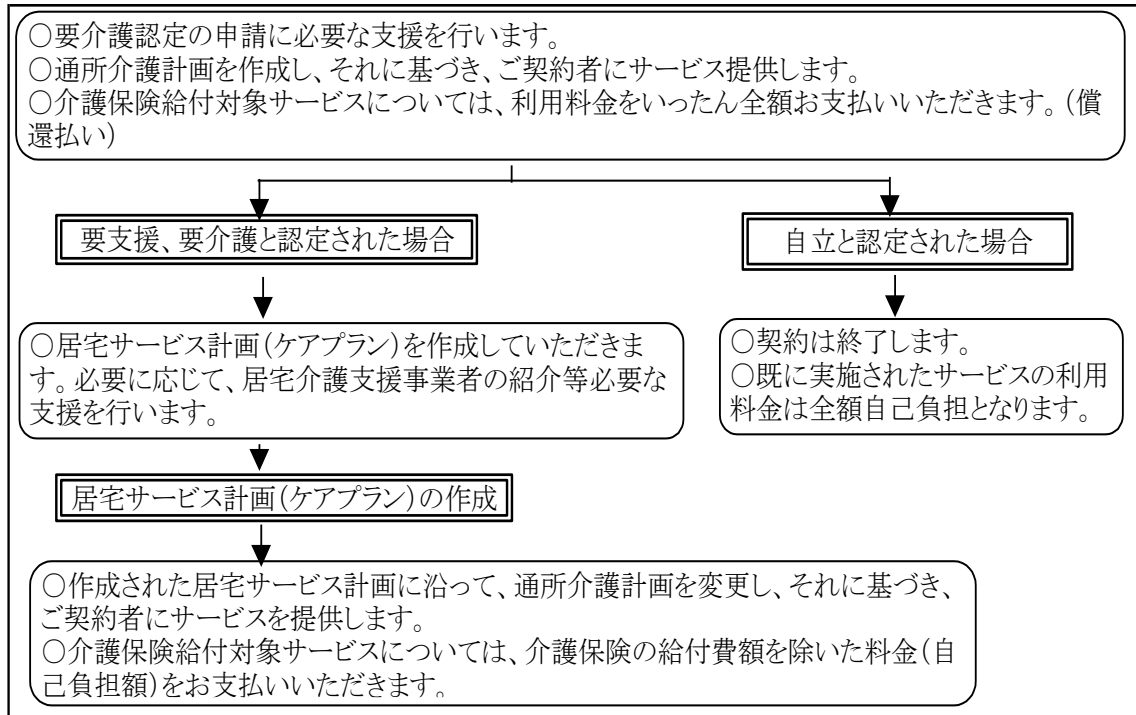 ○要介護認定の申請に必要な支援を行います。
○通所介護計画を作成し、それに基づき、ご契約者にサービス提供します。
○介護保険給付対象サービスについては、利用料金をいったん全額お支払いいただきます。(償
還払い)
要支援、要介護と認定された場合
自立と認定された場合
○居宅サービス計画(ケアプラン)を作成していただきま
す。必要に応じて、居宅介護支援事業者の紹介等必要な
支援を行います。
○契約は終了します。
○既に実施されたサービスの利用
料金は全額自己負担となります。
居宅サービス計画(ケアプラン)の作成
○作成された居宅サービス計画に沿って、通所介護計画を変更し、それに基づき、
ご契約者にサービスを提供します。
○介護保険給付対象サービスについては、介護保険の給付費額を除いた料金(自
己負担額)をお支払いいただきます。